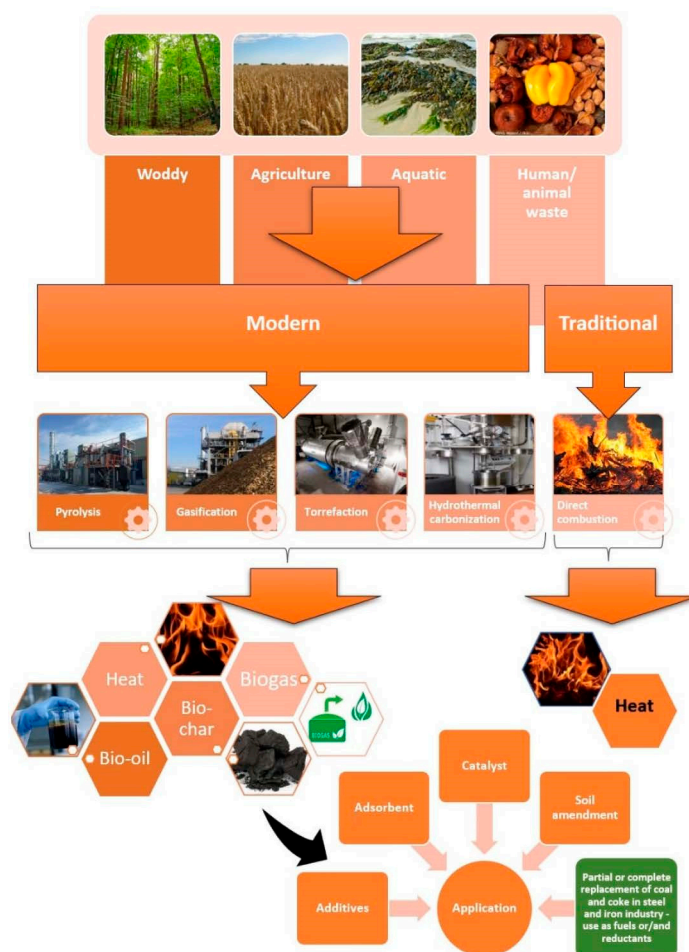 Woddy
Agriculture
Aquatic
Human/
animal
waste
Modern
Traditional
Pyrolysis
Gasification
Torrefaction
Hydrothermal
carbonization
Direct
combustion
Heat
Biogas
Bio-
char
BIOGAS
Bio-oil
Heat
Catalyst
Adsorbent
Soil
amendment
Additives
Application
Partial or complete
replacement of coal
and coke in steel
and iron industry -
use as fuels or/and
reductants